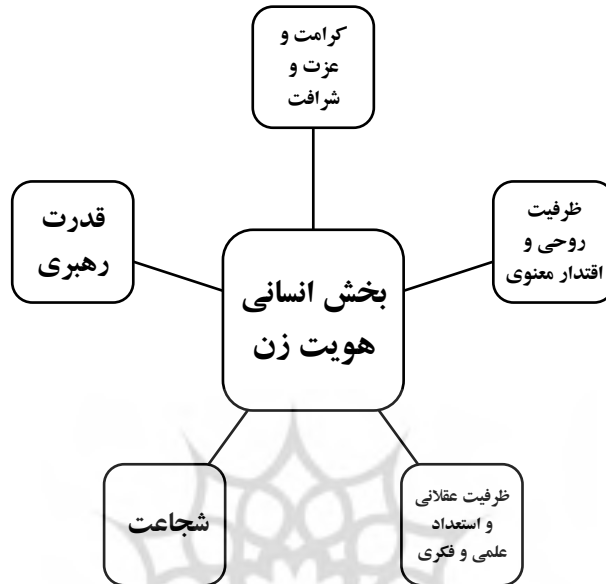 کرامت و
عزت و
شرافت
قدرت
رهبری
ظرفیت
روحی و
اقتدار معنوی
بخش انسانی
هویت زن
شجاعت
ظرفیت عقلانی
و استعداد
علمی و فکری